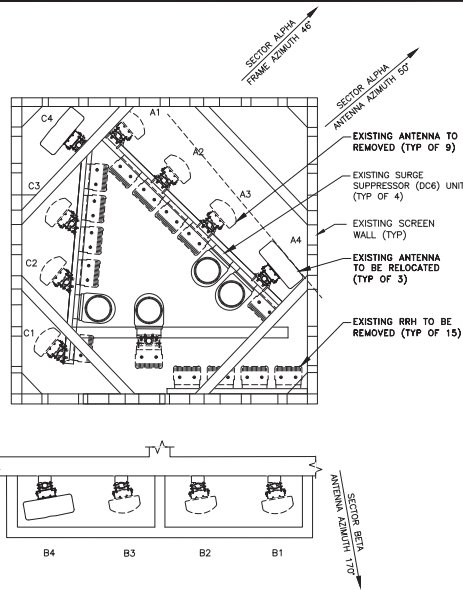 SECTOR ALPHA
FRAME AZIMUTH 46°
SECTOR ALPHA
ANTENNA AZIMUTH 50°
C4
A1
A2
A3
A4
C3
C2
C1
EXISTING ANTENNA TO
REMOVED (TYP OF 9)
EXISTING SURGE
SUPPRESSOR (DC6) UNIT
(TYP OF 4)
EXISTING SCREEN
WALL (TYP)
EXISTING ANTENNA
TO BE RELOCATED
(TYP OF 3)
EXISTING RRH TO BE
REMOVED (TYP OF 15)
B4
B3
B2
B1
SECTOR BETA
ANTENNA AZIMUTH 170°